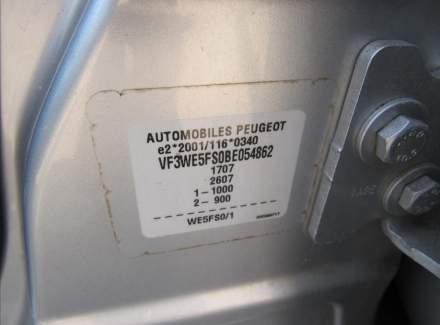 AUTOMOBILES PEUGEOT
e2*2001/116*0340
VF3WE5FS0BE054862
1707
2607
1-1000
2- 900
WE5FS0/1